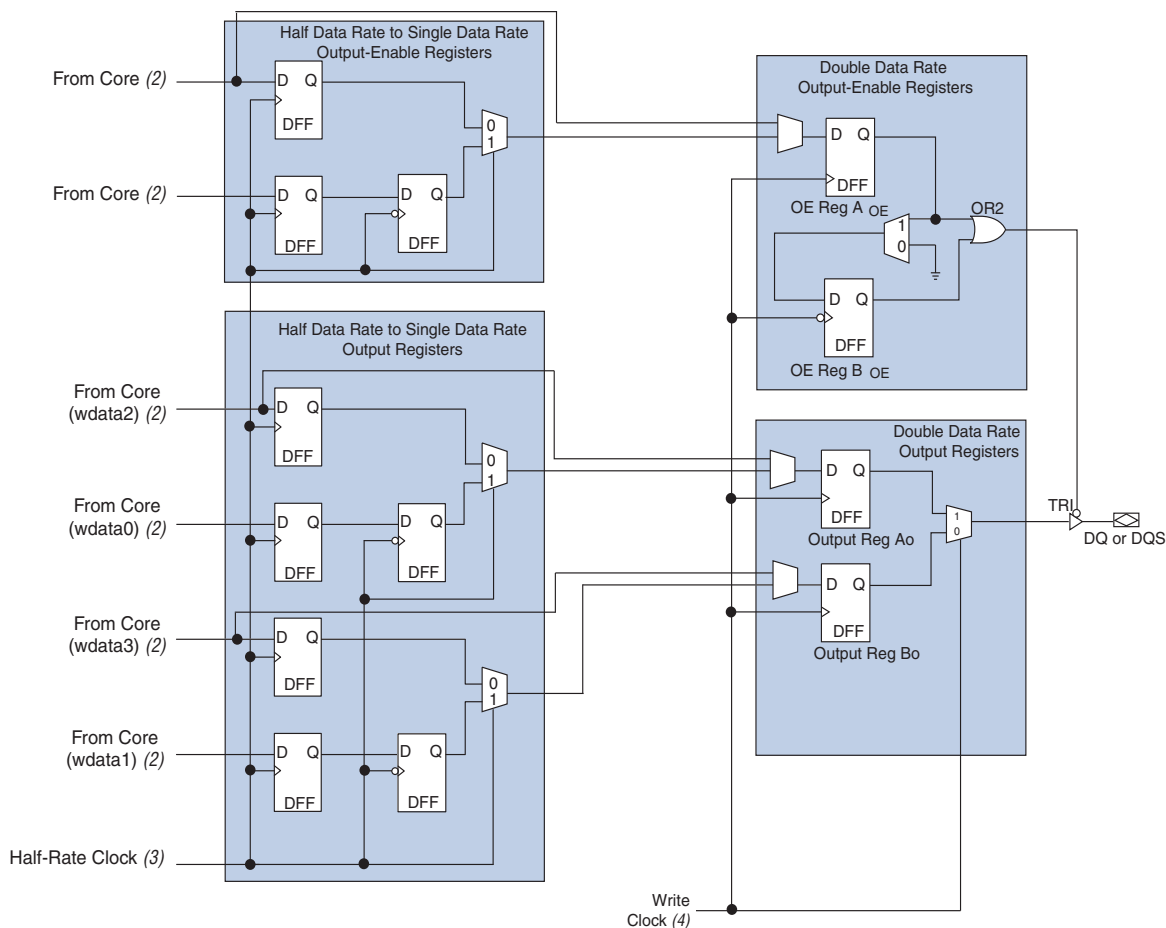 Half Data Rate to Single Data Rate
Output-Enable Registers
From Core (2)
D Q
DFF
0
1
From Core (2)
D Q
DFF
D Q
DFF
Double Data Rate
Output-Enable Registers
D Q
DFF
OE Reg A OE
OR2
1
0
D Q
DFF
OE Reg B OE
Half Data Rate to Single Data Rate
Output Registers
From Core
(wdata2) (2)
D Q
DFF
0
1
From Core
(wdata0) (2)
D Q
DFF
D Q
DFF
From Core
(wdata3) (2)
D Q
DFF
0
1
From Core
(wdata1) (2)
D Q
DFF
D Q
DFF
Half-Rate Clock (3)
Double Data Rate
Output Registers
D Q
DFF
Output Reg Ao
1
0
TRI
DQ or DQS
D Q
DFF
Output Reg Bo
Write
Clock (4)